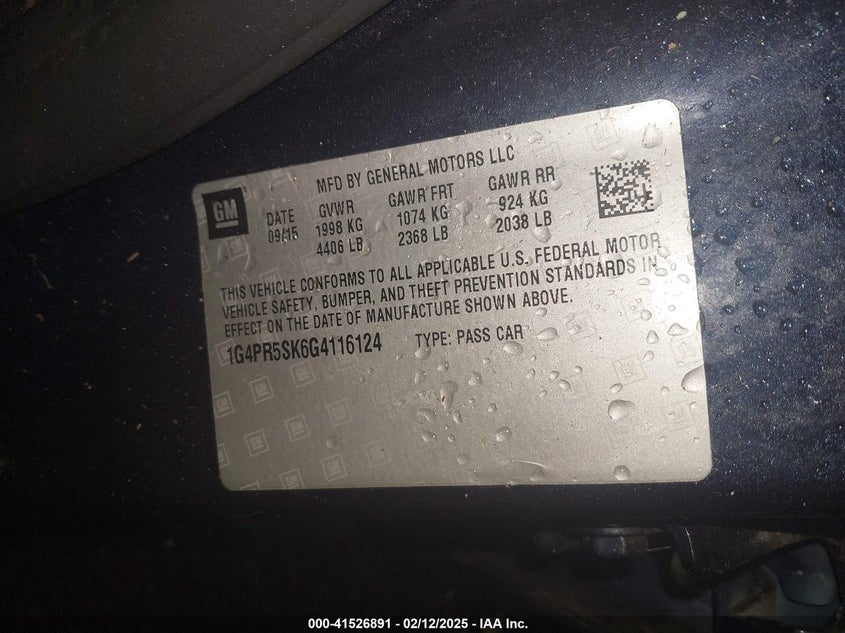 GM
MFD BY GENERAL MOTORS LLC
DATE GVWR GAWR FRT GAWR RR
09/15 1998 KG 1074 KG 924 KG
4406 LB 2368 LB 2038 LB
THIS VEHICLE CONFORMS TO ALL APPLICABLE U.S. FEDERAL MOTOR
VEHICLE SAFETY, BUMPER, AND THEFT PREVENTION STANDARDS IN
EFFECT ON THE DATE OF MANUFACTURE SHOWN ABOVE.
1G4PR5SK6G4116124 TYPE: PASS CAR
000-41526891 - 02/12/2025 - IAA Inc.